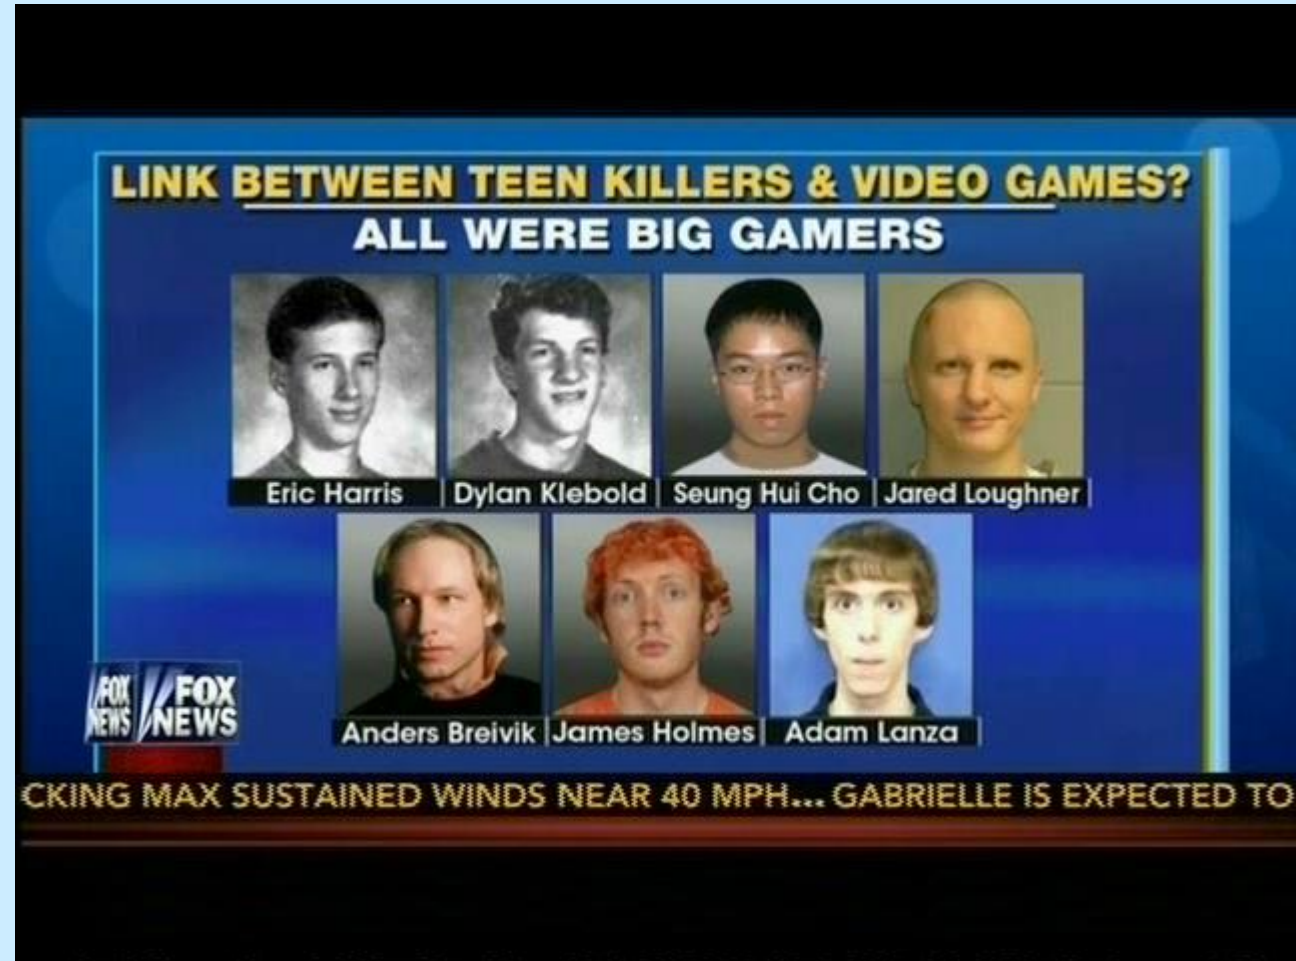 LINK BETWEEN TEEN KILLERS & VIDEO GAMES?
ALL WERE BIG GAMERS
Eric Harris
Dylan Klebold
Seung Hui Cho
Jared Loughner
Anders Breivik
James Holmes
Adam Lanza
FOX NEWS
FOX NEWS
CKING MAX SUSTAINED WINDS NEAR 40 MPH... GABRIELLE IS EXPECTED TO